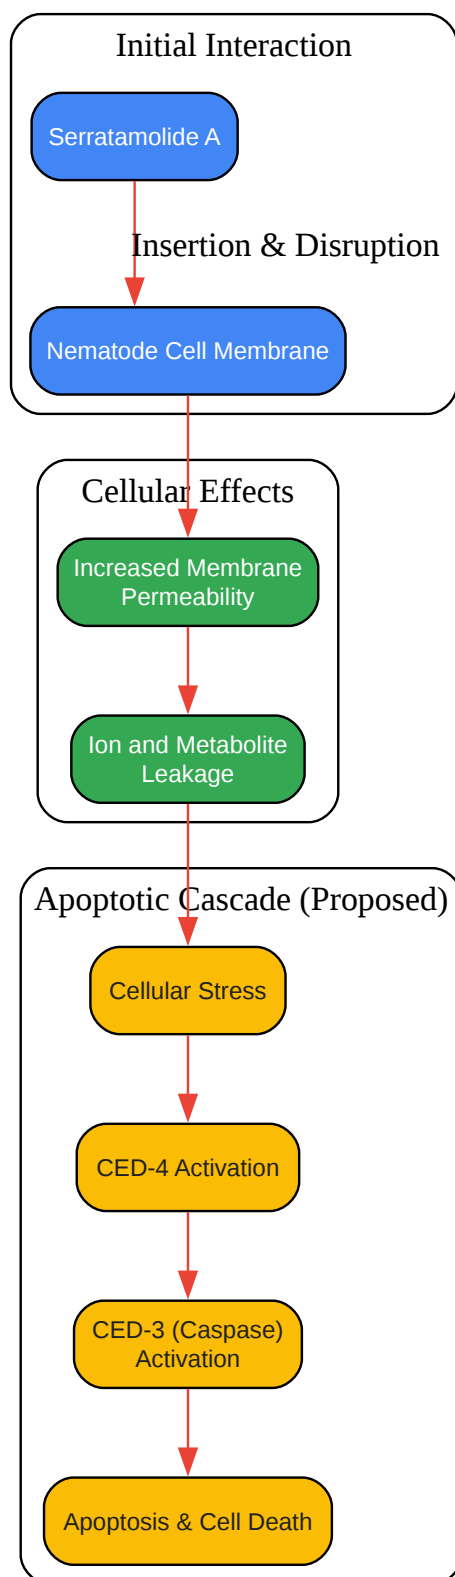 Initial Interaction
Serratamolide A
Insertion & Disruption
Nematode Cell Membrane
Cellular Effects
Increased Membrane
Permeability
Ion and Metabolite
Leakage
Apoptotic Cascade (Proposed)
Cellular Stress
CED-4 Activation
CED-3 (Caspase)
Activation
Apoptosis & Cell Death